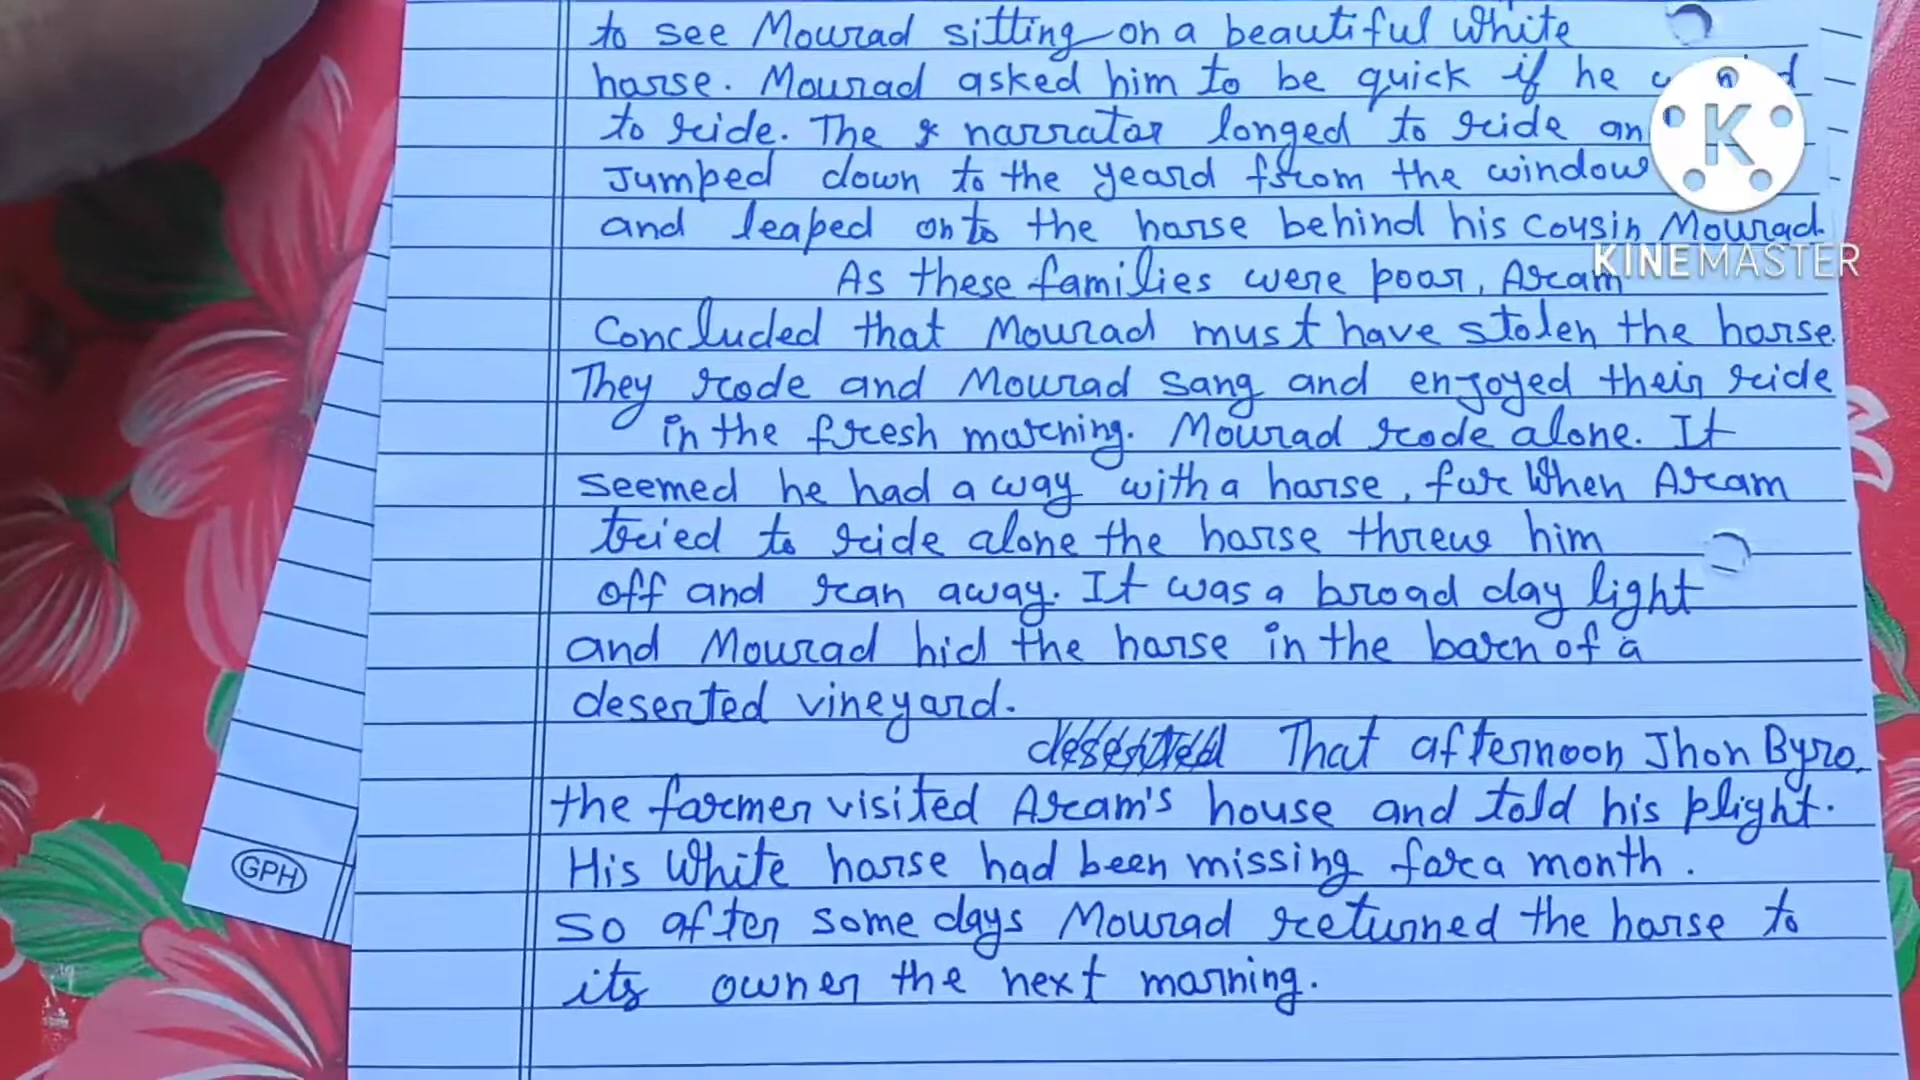 to see Mourad sitting on a beautiful white
horse. Mourad asked him to be quick if he
to ride. The narrator longed to ride an
Jumped down to the yeard from the window
and leaped onto the horse behind his cousin Mourad.
KINEMASTER
As these families were poor, Aram
Concluded that Mourad must have stolen the horse.
They rode and Mourad sang and enjoyed their ride
in the fresh morning. Mourad rode alone. It
seemed he had a way with a horse, for when Aram
tried to ride alone the horse threw him
off and ran away. It was a broad day light
and Mourad hid the horse in the barn of a
deserted vineyard.
deserted That afternoon Jhon Byro,
the farmer visited Aram's house and told his plight.
His white horse had been missing for a month.
GPH
so after some days Mourad returned the horse to
its owner the next morning.